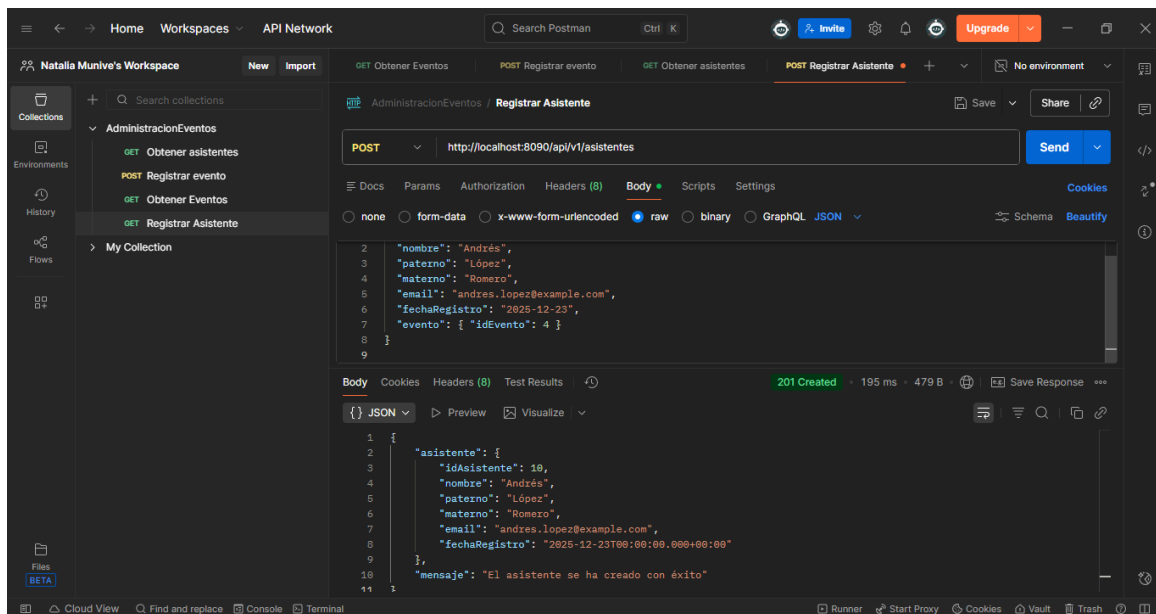 Home Workspaces API Network Search Postman Ctrl K Invite Upgrade
Natalia Munive's Workspace New Import GET Obtener Eventos POST Registrar evento GET Obtener asistentes POST Registrar Asistente No environment
Collections
Environments
History
Flows
Files
BETA
Search collections
AdministracionEventos
GET Obtener asistentes
POST Registrar evento
GET Obtener Eventos
GET Registrar Asistente
My Collection
HTTP AdministracionEventos / Registrar Asistente Save Share
POST http://localhost:8090/api/v1/asistentes Send
Docs Params Authorization Headers (8) Body Scripts Settings Cookies
none form-data x-www-form-urlencoded raw binary GraphQL JSON Schema Beautify
2 "nombre": "Andrés",
3 "paterno": "López",
4 "materno": "Romero",
5 "email": "andres.lopez@example.com",
6 "fechaRegistro": "2025-12-23",
7 "evento": { "idEvento": 4 }
8 }
9
Body Cookies Headers (8) Test Results 201 Created 195 ms 479 B e.g. Save Response
{} JSON Preview Visualize
1 {
2 "asistente": {
3 "idAsistente": 10,
4 "nombre": "Andrés",
5 "paterno": "López",
6 "materno": "Romero",
7 "email": "andres.lopez@example.com",
8 "fechaRegistro": "2025-12-23T00:00:00.000+00:00"
9 },
10 "mensaje": "El asistente se ha creado con éxito"
11 }
Cloud View Find and replace Console Terminal Runner Start Proxy Cookies Vault Trash